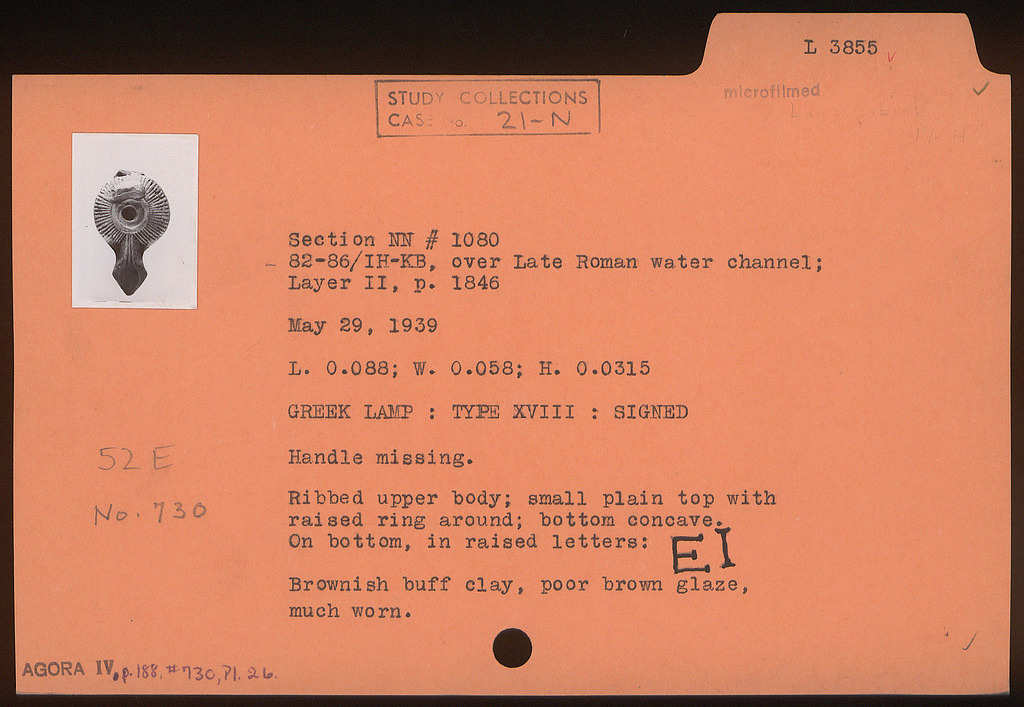 L 3855
microfilmed
STUDY COLLECTIONS
CASE No. 21-N
Section NN # 1080
82-86/IH-KB, over Late Roman water channel;
Layer II, p. 1846
May 29, 1939
L. 0.088; W. 0.058; H. 0.0315
GREEK LAMP : TYPE XVIII : SIGNED
52 E
Handle missing.
No. 730
Ribbed upper body; small plain top with
raised ring around; bottom concave.
On bottom, in raised letters: EI
Brownish buff clay, poor brown glaze,
much worn.
AGORA IV, p. 188, #730, Pl. 26.